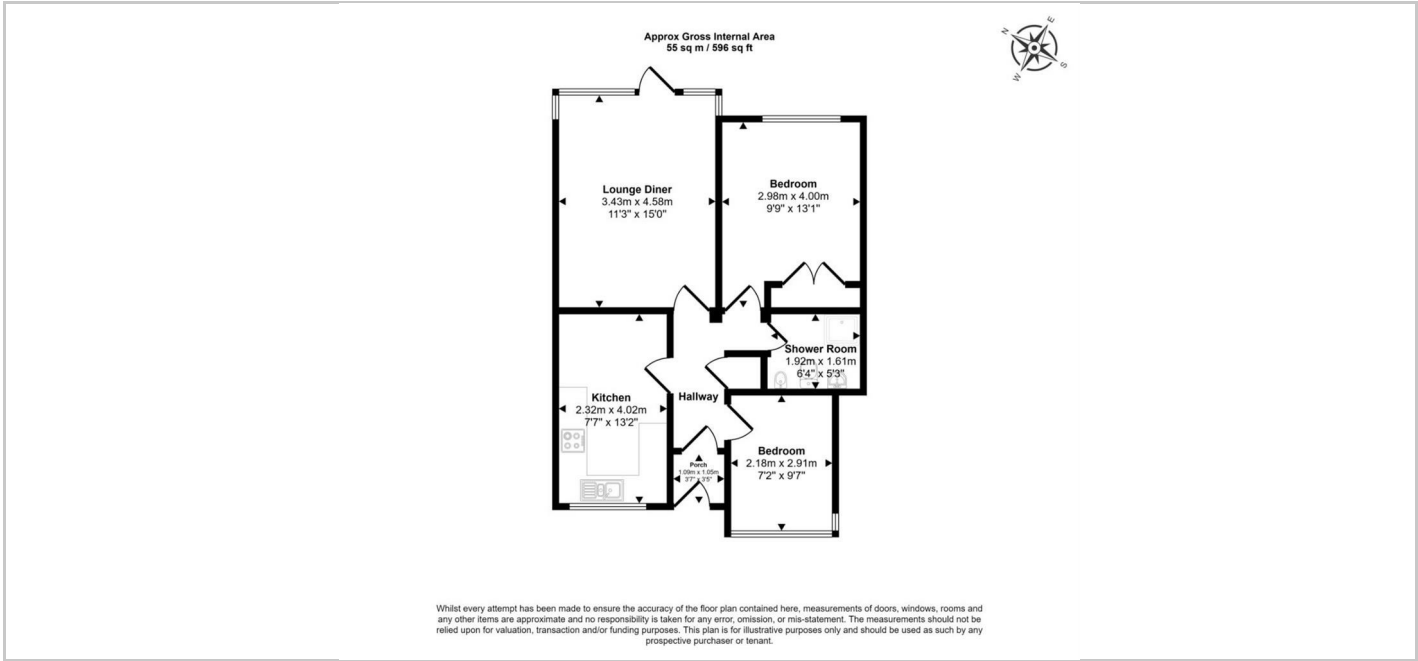 Approx Gross Internal Area
55 sq m / 596 sq ft
N
E
S
W
Lounge Diner
3.43m x 4.58m
11'3" x 15'0"
Bedroom
2.98m x 4.00m
9'9" x 13'1"
Shower Room
1.92m x 1.61m
6'4" x 5'3"
Kitchen
2.32m x 4.02m
7'7" x 13'2"
Hallway
Porch
1.09m x 1.05m
3'7" x 3'5"
Bedroom
2.18m x 2.91m
7'2" x 9'7"
Whilst every attempt has been made to ensure the accuracy of the floor plan contained here, measurements of doors, windows, rooms and
any other items are approximate and no responsibility is taken for any error, omission, or mis-statement. The measurements should not be
relied upon for valuation, transaction and/or funding purposes. This plan is for illustrative purposes only and should be used as such by any
prospective purchaser or tenant.